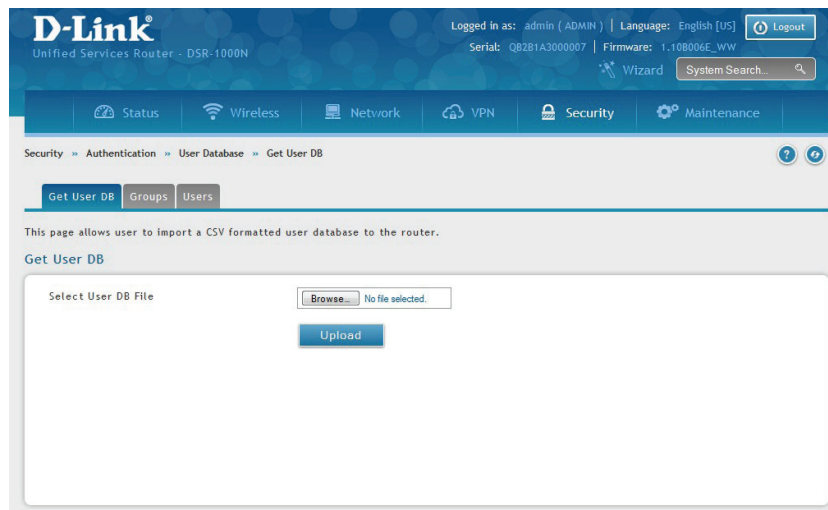 D-Link®
Unified Services Router - DSR-1000N
Logged in as: admin ( ADMIN ) | Language: English [US]
Logout
Serial: QB2B1A3000007 | Firmware: 1.10B006E_WW
Wizard
System Search...
Status
Wireless
Network
VPN
Security
Maintenance
Security » Authentication » User Database » Get User DB
?
Get User DB
Groups
Users
This page allows user to import a CSV formatted user database to the router.
Get User DB
Select User DB File
Browse... No file selected.
Upload